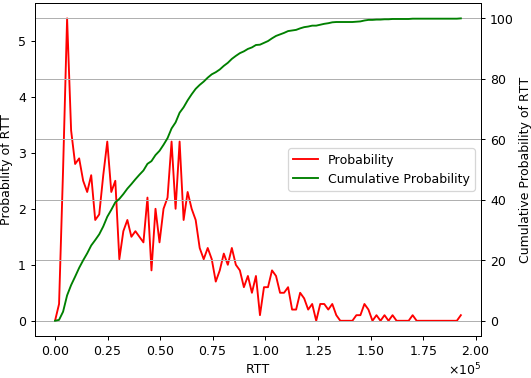 Probability of RTT
5
4
3
2
1
0
Probability
Cumulative Probability
100
80
60
40
20
0
Cumulative Probability of RTT
0.00 0.25 0.50 0.75 1.00 1.25 1.50 1.75 2.00
RTT
×10⁵